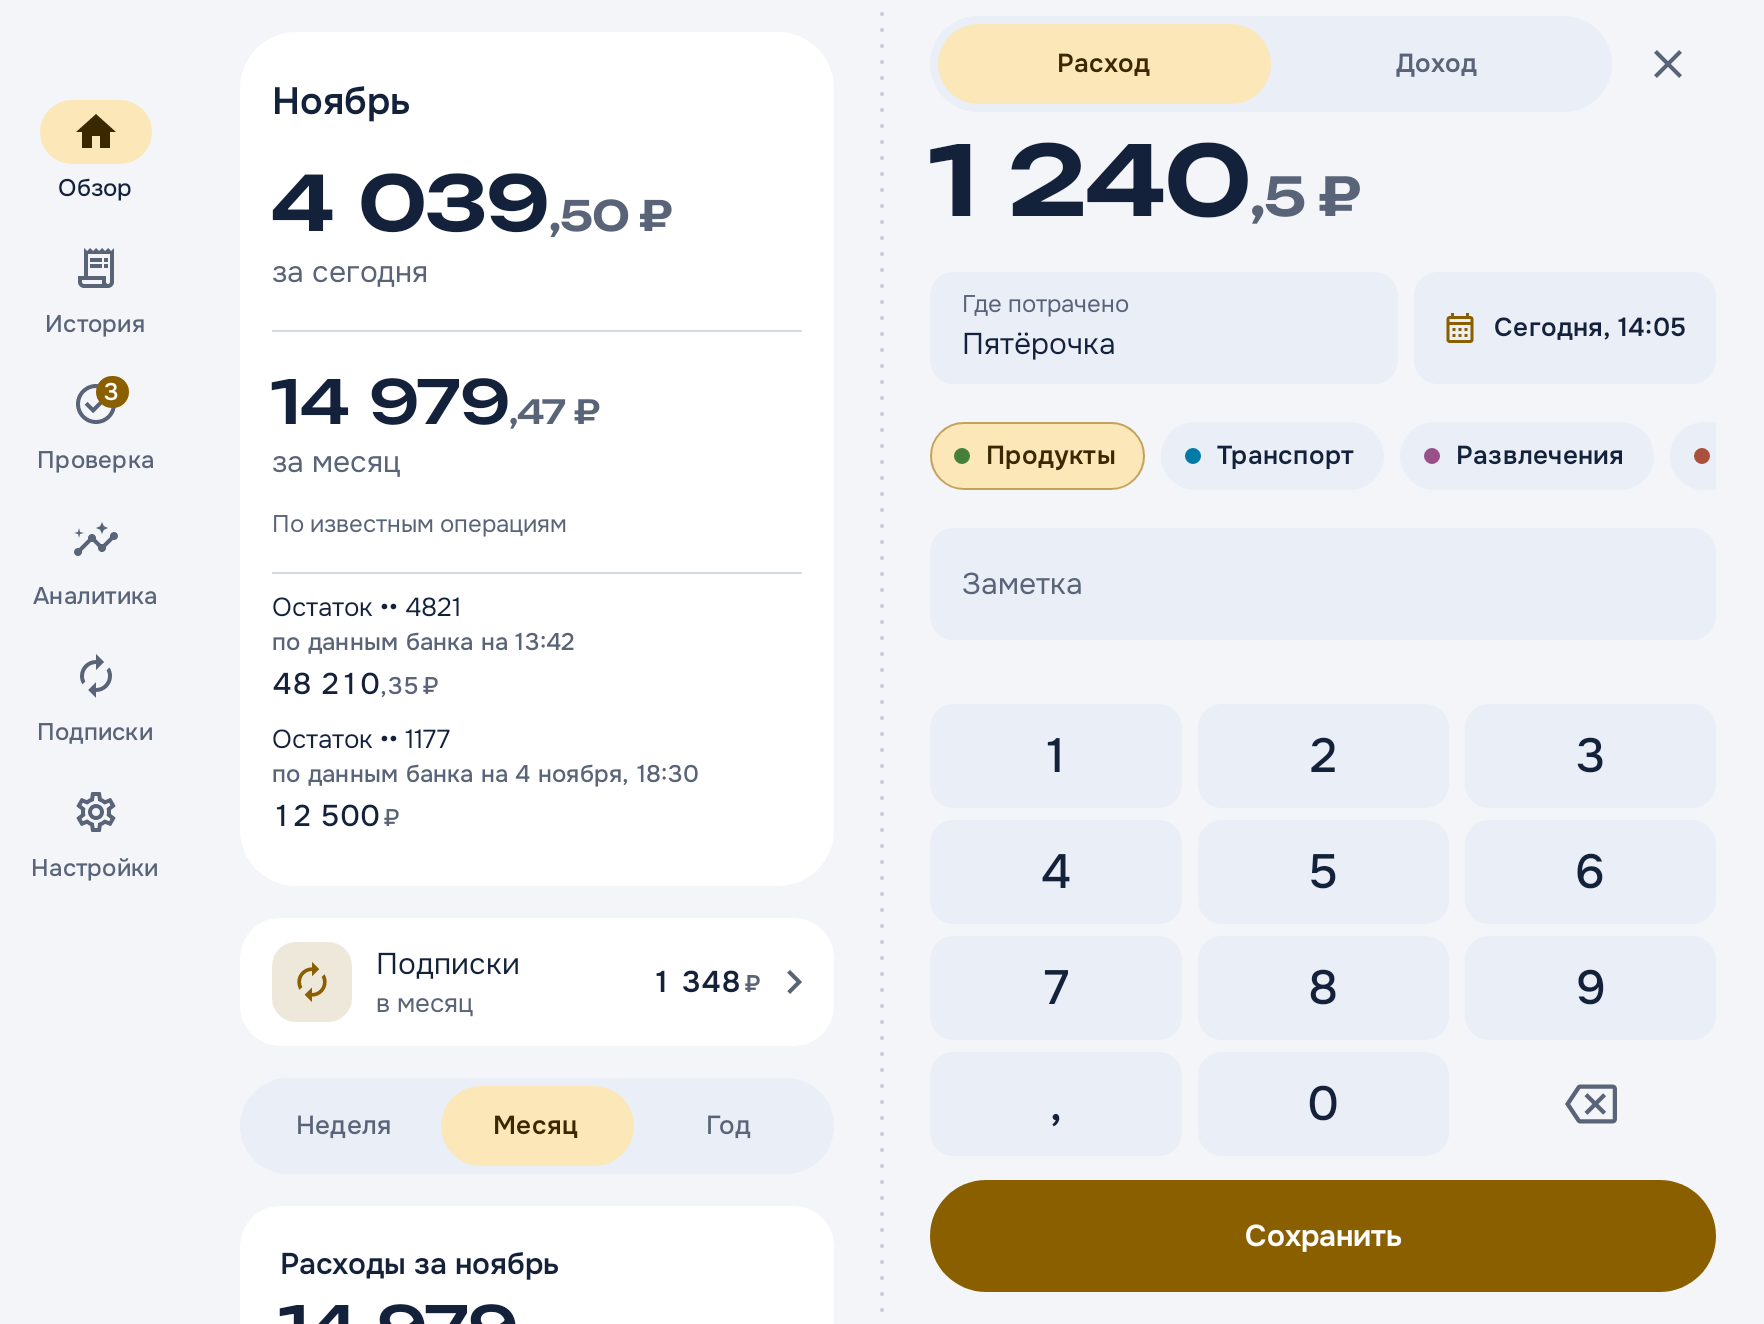 Обзор
История
3
Проверка
Аналитика
Подписки
Настройки
Ноябрь
4 039,50 ₽
за сегодня
14 979,47 ₽
за месяц
По известным операциям
Остаток •• 4821
по данным банка на 13:42
48 210,35 ₽
Остаток •• 1177
по данным банка на 4 ноября, 18:30
12 500 ₽
Подписки
в месяц
1 348 ₽
Неделя Месяц Год
Расходы за ноябрь
14 979
Расход Доход
1 240,5 ₽
Где потрачено
Пятёрочка
Сегодня, 14:05
Продукты Транспорт Развлечения
Заметка
1 2 3
4 5 6
7 8 9
, 0
Сохранить